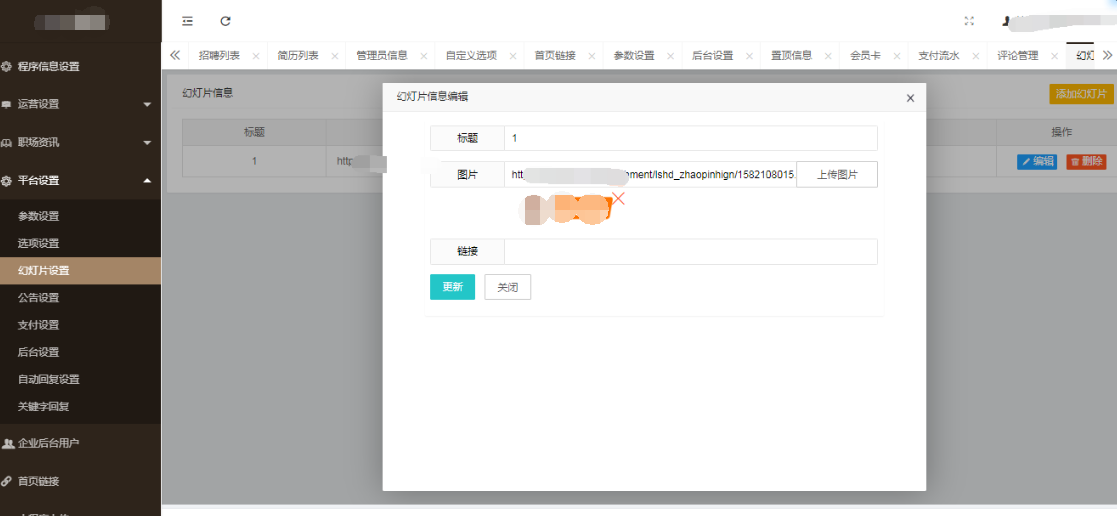 招聘列表 简历列表 管理员信息 自定义选项 首页链接 参数设置 后台设置 置顶信息 会员卡 支付流水 评论管理 幻灯
程序信息设置
运营设置
职场资讯
平台设置
参数设置
选项设置
幻灯片设置
公告设置
支付设置
后台设置
自动回复设置
关键字回复
企业后台用户
首页链接
幻灯片信息
添加幻灯片
标题
操作
1
http
编辑 删除
幻灯片信息编辑
标题 1
图片 htt ment/lshd_zhaopinhign/1582108015. 上传图片
链接
更新 关闭